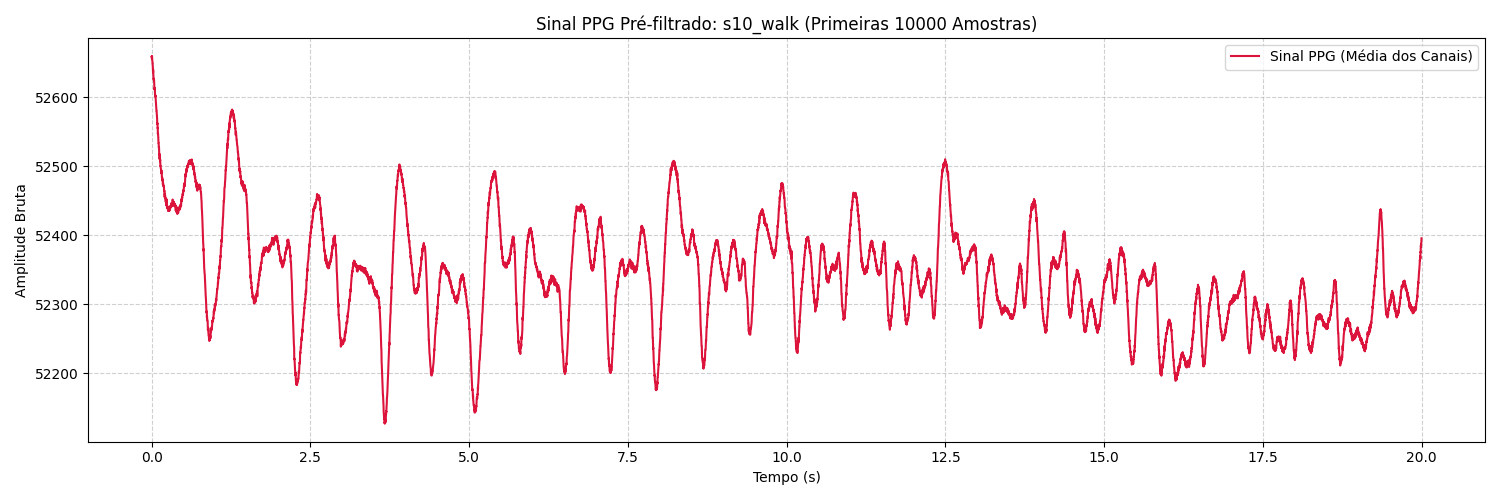 Sinal PPG Pré-filtrado: s10_walk (Primeiras 10000 Amostras)
Sinal PPG (Média dos Canais)
Amplitude Bruta
52600
52500
52400
52300
52200
0.0 2.5 5.0 7.5 10.0 12.5 15.0 17.5 20.0
Tempo (s)